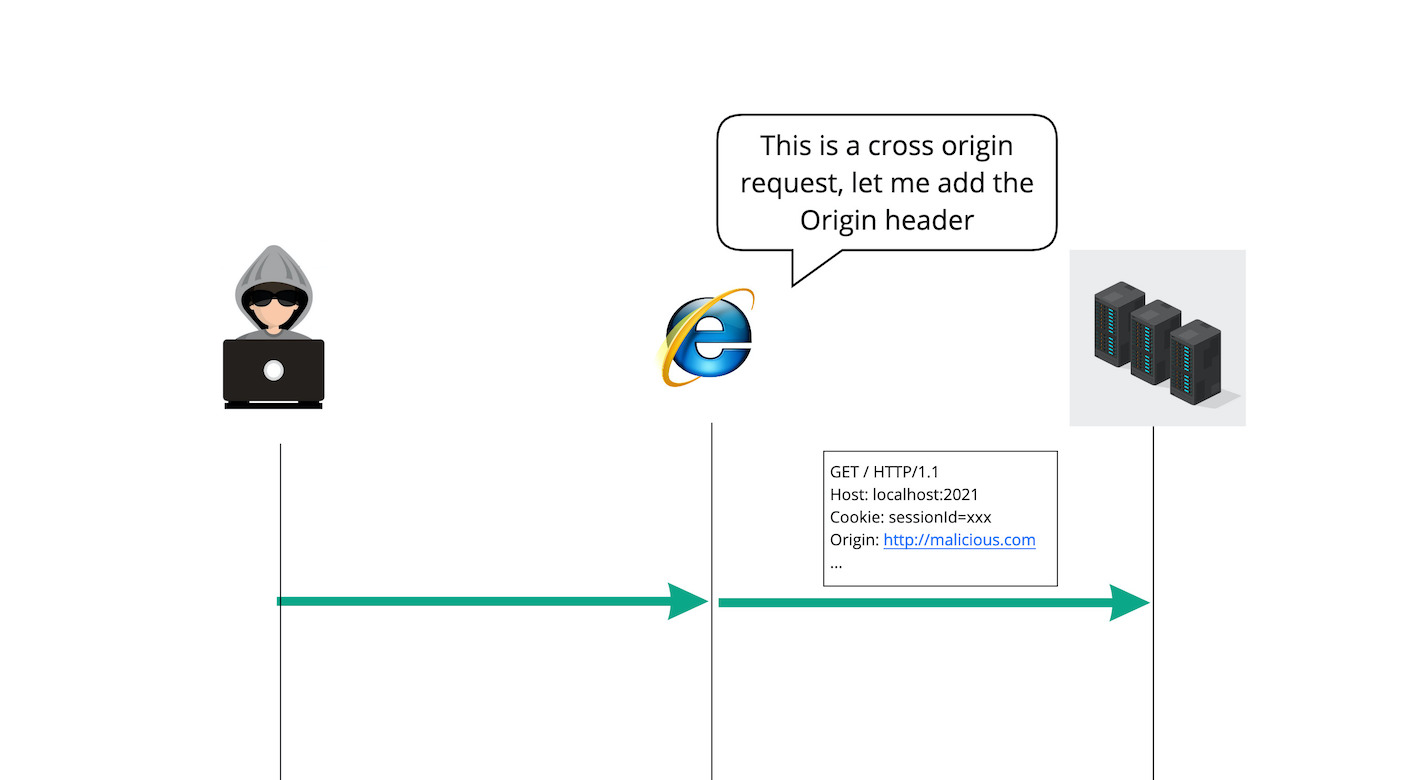 This is a cross origin
request, let me add the
Origin header
GET / HTTP/1.1
Host: localhost:2021
Cookie: sessionId=xxx
Origin: http://malicious.com
...